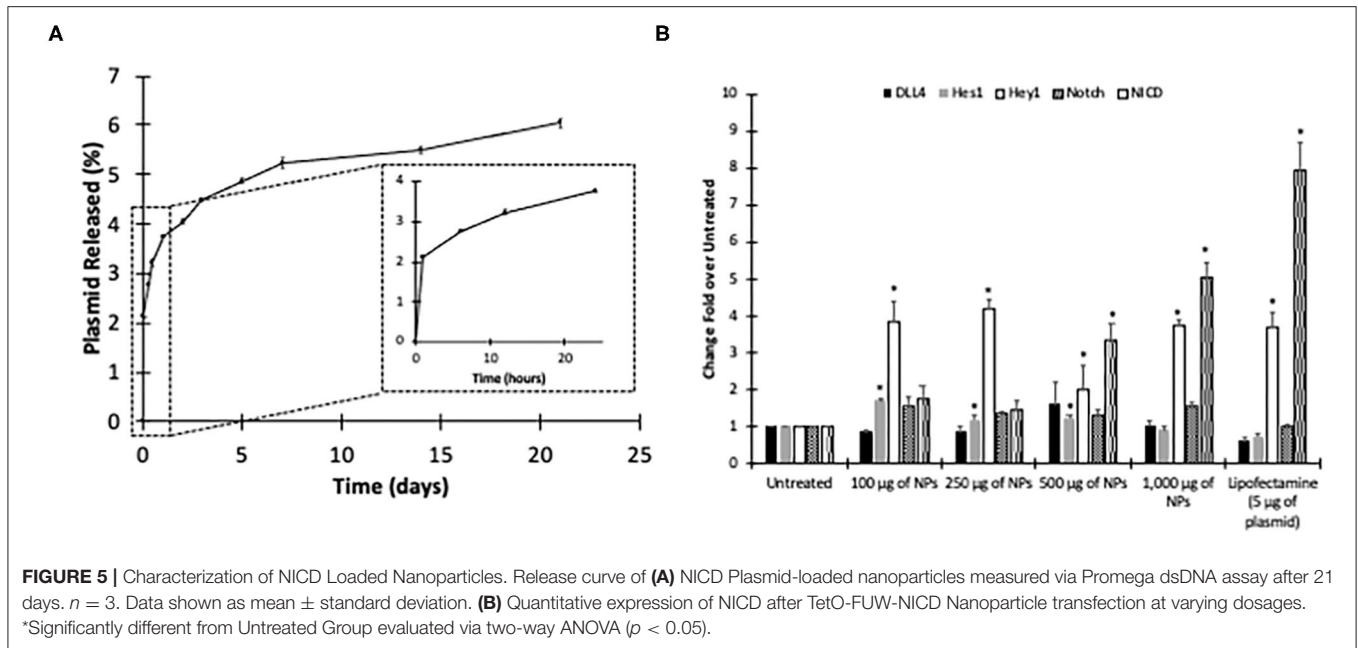 A
B
Plasmid Released (%)
7
6
5
4
3
2
1
0
0 5 10 15 20 25
Time (days)
4
3
2
1
0
0 10 20
Time (hours)
Change Fold over Untreated
DLL4 Hes1 Hey1 Notch NICD
10
9
8
7
6
5
4
3
2
1
0
* * * * * * * * * * *
Untreated
100 µg of NPs
250 µg of NPs
500 µg of NPs
1,000 µg of
NPs
Lipofectamine
(5 µg of
plasmid)
FIGURE 5 | Characterization of NICD Loaded Nanoparticles. Release curve of (A) NICD Plasmid-loaded nanoparticles measured via Promega dsDNA assay after 21
days. n = 3. Data shown as mean ± standard deviation. (B) Quantitative expression of NICD after TetO-FUW-NICD Nanoparticle transfection at varying dosages.
*Significantly different from Untreated Group evaluated via two-way ANOVA (p < 0.05).